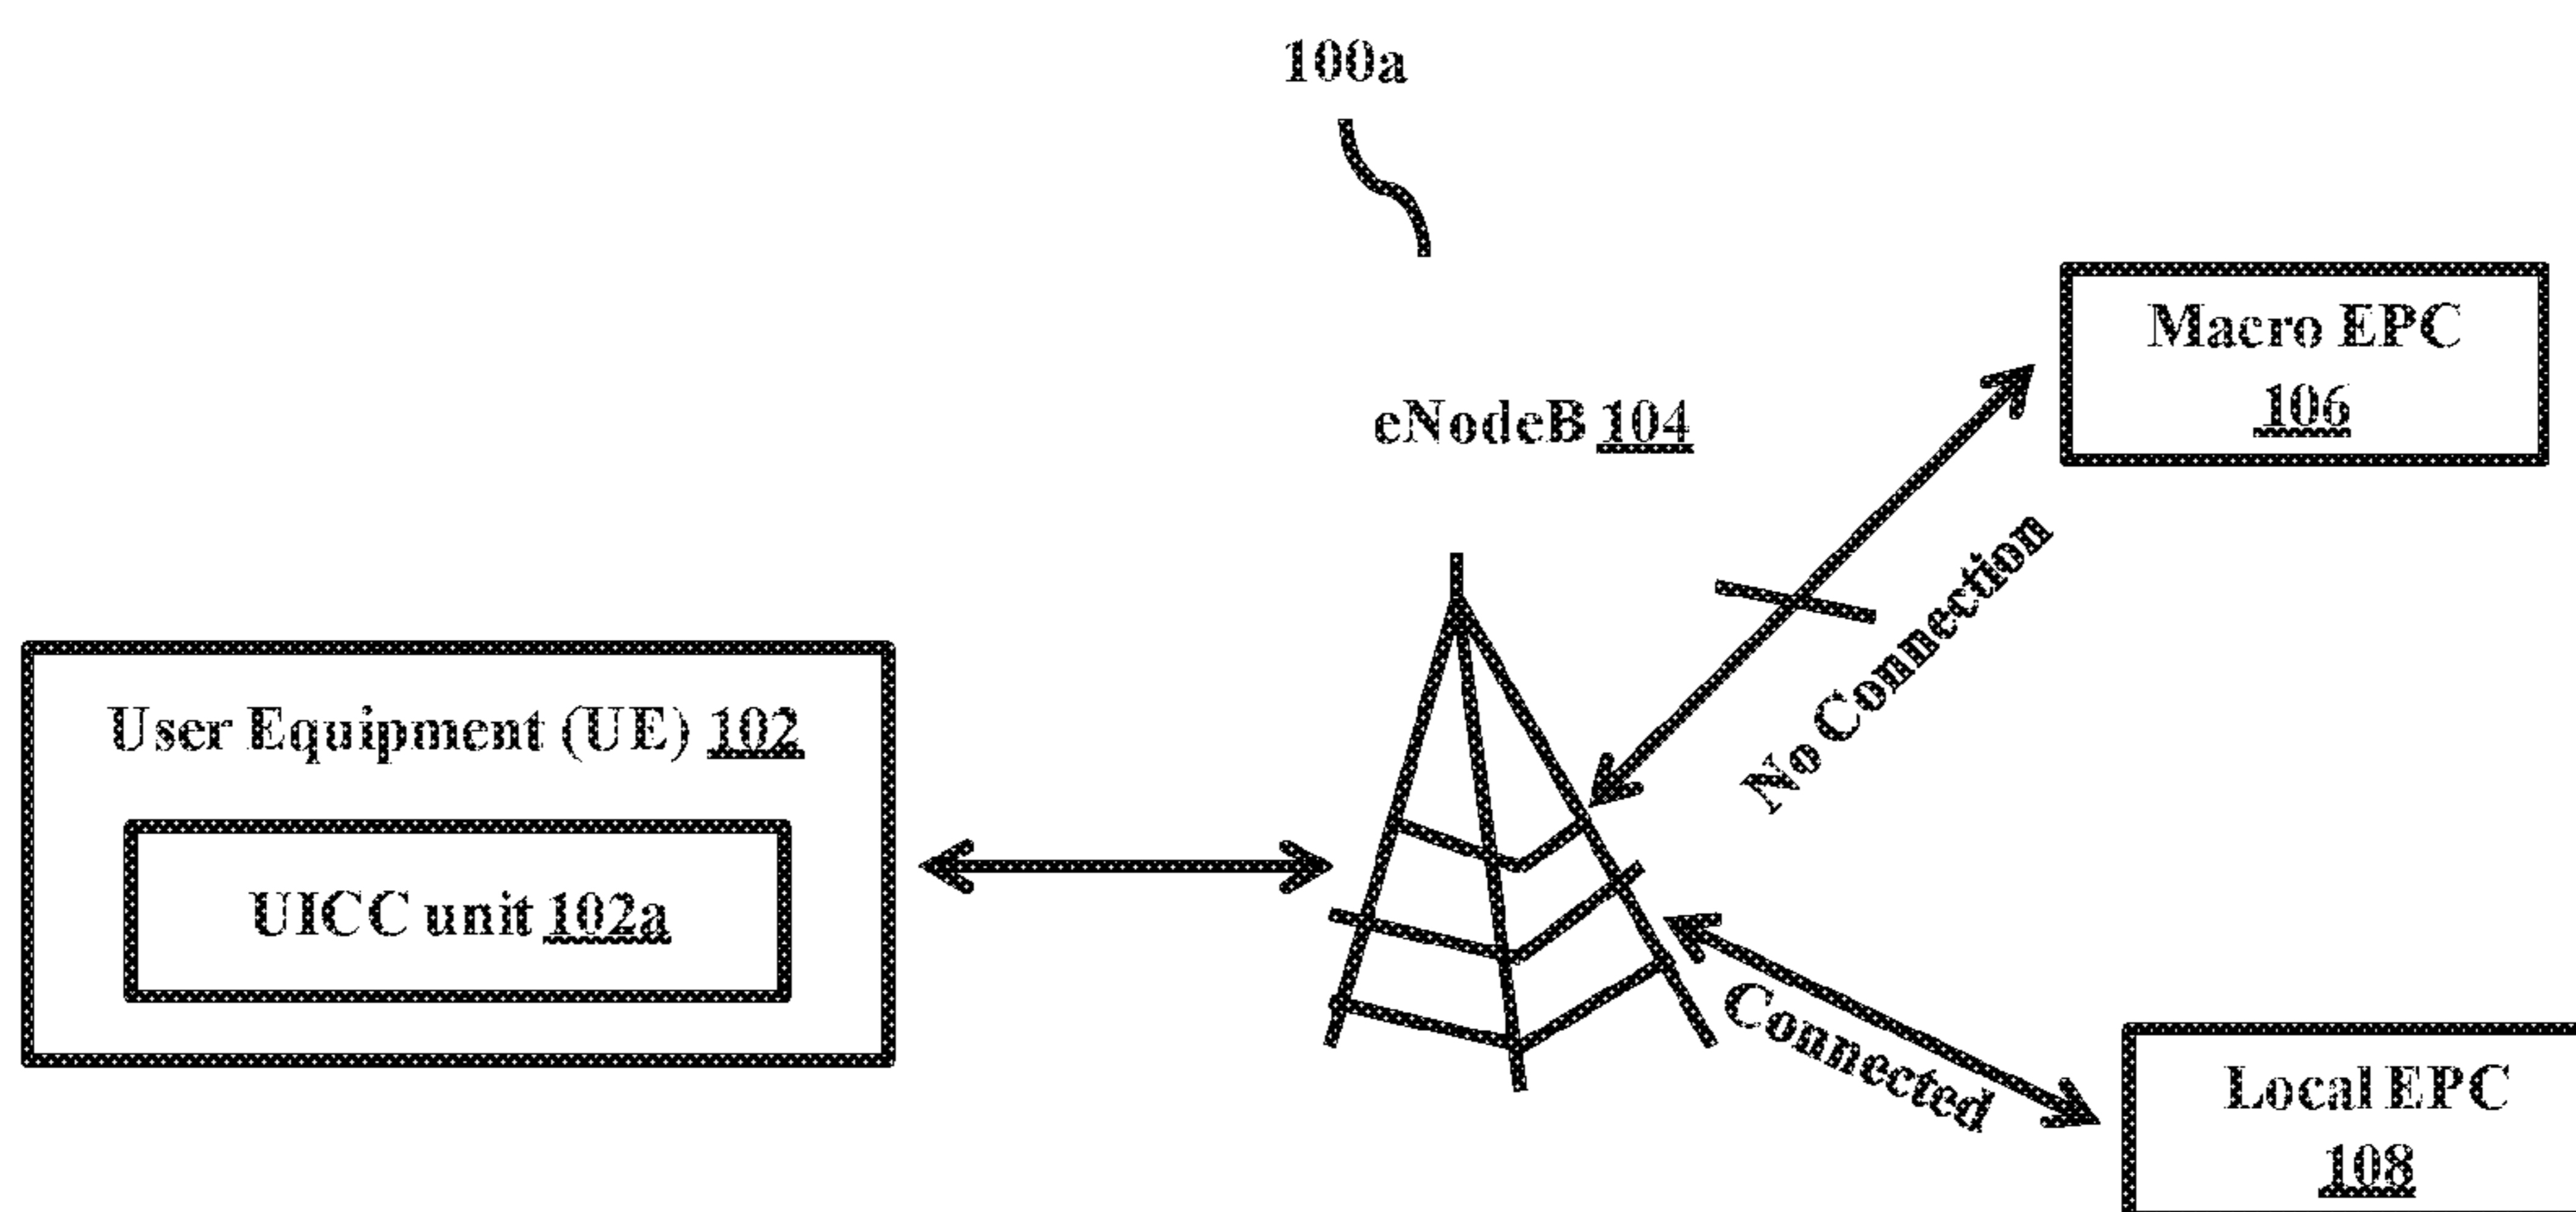 100a
Macro EPC
106
eNodeB 104
No Connection
User Equipment (UE) 102
UICC unit 102a
Connected
Local EPC
108